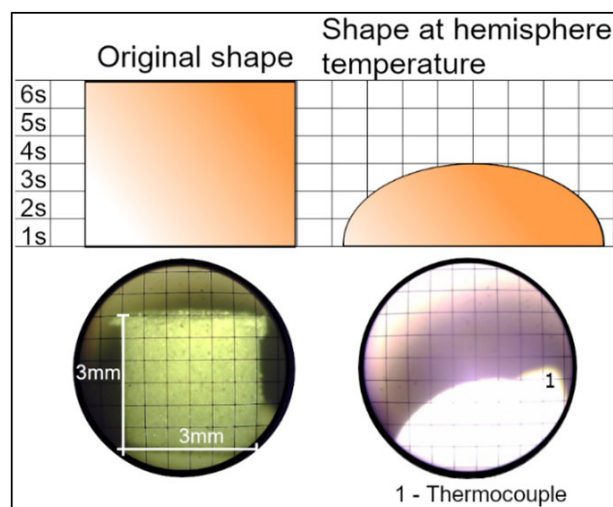 Original shape
Shape at hemisphere
temperature
6s
5s
4s
3s
2s
1s
3mm
3mm
1
1 - Thermocouple